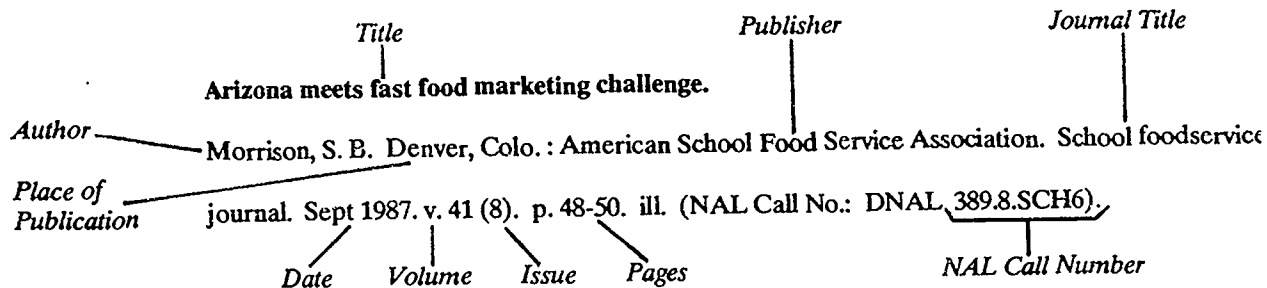 Title Publisher Journal Title
Arizona meets fast food marketing challenge.
Author
Morrison, S. B. Denver, Colo. : American School Food Service Association. School foodservice
Place of
Publication
journal. Sept 1987. v. 41 (8). p. 48-50. ill. (NAL Call No.: DNAL 389.8.SCH6).
Date Volume Issue Pages NAL Call Number